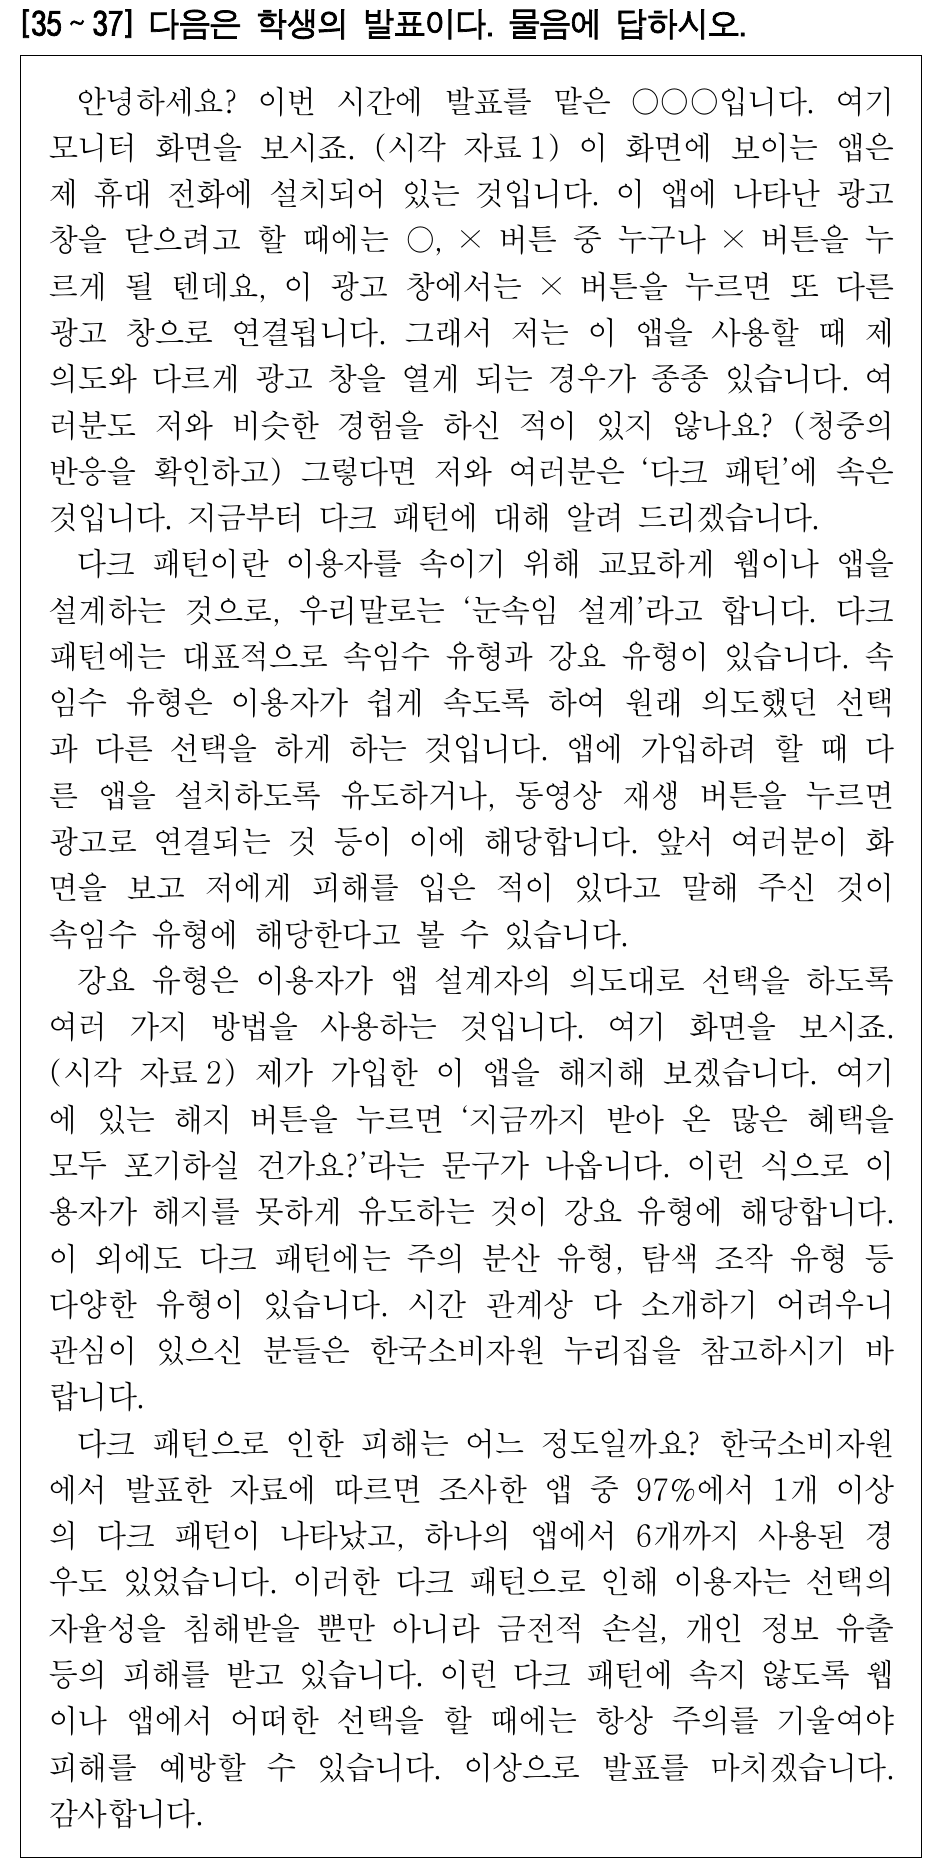 [35 ~ 37] 다음은 학생의 발표이다. 물음에 답하시오.
안녕하세요? 이번 시간에 발표를 맡은 ○○○입니다. 여기
모니터 화면을 보시죠. (시각 자료 1) 이 화면에 보이는 앱은
제 휴대 전화에 설치되어 있는 것입니다. 이 앱에 나타난 광고
창을 닫으려고 할 때에는 ○, × 버튼 중 누구나 × 버튼을 누
르게 될 텐데요, 이 광고 창에서는 × 버튼을 누르면 또 다른
광고 창으로 연결됩니다. 그래서 저는 이 앱을 사용할 때 제
의도와 다르게 광고 창을 열게 되는 경우가 종종 있습니다. 여
러분도 저와 비슷한 경험을 하신 적이 있지 않나요? (청중의
반응을 확인하고) 그렇다면 저와 여러분은 ‘다크 패턴’에 속은
것입니다. 지금부터 다크 패턴에 대해 알려 드리겠습니다.
다크 패턴이란 이용자를 속이기 위해 교묘하게 웹이나 앱을
설계하는 것으로, 우리말로는 ‘눈속임 설계’라고 합니다. 다크
패턴에는 대표적으로 속임수 유형과 강요 유형이 있습니다. 속
임수 유형은 이용자가 쉽게 속도록 하여 원래 의도했던 선택
과 다른 선택을 하게 하는 것입니다. 앱에 가입하려 할 때 다
른 앱을 설치하도록 유도하거나, 동영상 재생 버튼을 누르면
광고로 연결되는 것 등이 이에 해당합니다. 앞서 여러분이 화
면을 보고 저에게 피해를 입은 적이 있다고 말해 주신 것이
속임수 유형에 해당한다고 볼 수 있습니다.
강요 유형은 이용자가 앱 설계자의 의도대로 선택을 하도록
여러 가지 방법을 사용하는 것입니다. 여기 화면을 보시죠.
(시각 자료 2) 제가 가입한 이 앱을 해지해 보겠습니다. 여기
에 있는 해지 버튼을 누르면 ‘지금까지 받아 온 많은 혜택을
모두 포기하실 건가요?’라는 문구가 나옵니다. 이런 식으로 이
용자가 해지를 못하게 유도하는 것이 강요 유형에 해당합니다.
이 외에도 다크 패턴에는 주의 분산 유형, 탐색 조작 유형 등
다양한 유형이 있습니다. 시간 관계상 다 소개하기 어려우니
관심이 있으신 분들은 한국소비자원 누리집을 참고하시기 바
랍니다.
다크 패턴으로 인한 피해는 어느 정도일까요? 한국소비자원
에서 발표한 자료에 따르면 조사한 앱 중 97%에서 1개 이상
의 다크 패턴이 나타났고, 하나의 앱에서 6개까지 사용된 경
우도 있었습니다. 이러한 다크 패턴으로 인해 이용자는 선택의
자율성을 침해받을 뿐만 아니라 금전적 손실, 개인 정보 유출
등의 피해를 받고 있습니다. 이런 다크 패턴에 속지 않도록 웹
이나 앱에서 어떠한 선택을 할 때에는 항상 주의를 기울여야
피해를 예방할 수 있습니다. 이상으로 발표를 마치겠습니다.
감사합니다.